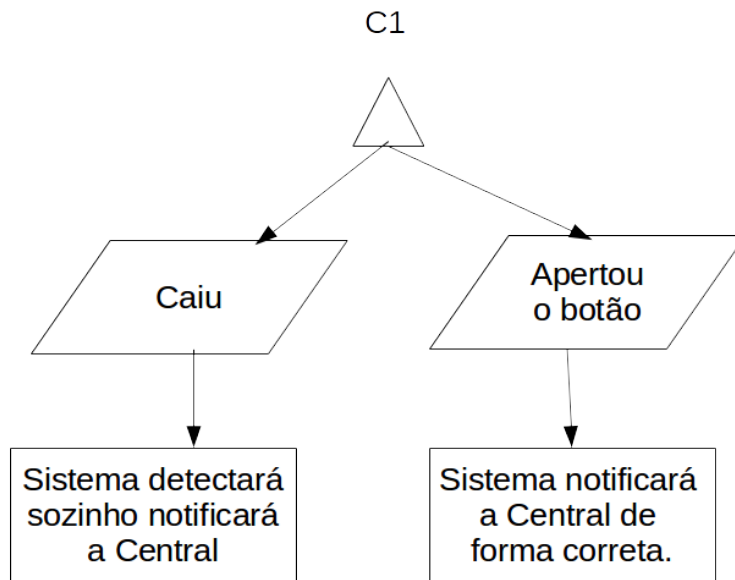 C1
Caiu
Apertou
o botão
Sistema detectará
sozinho notificará
a Central
Sistema notificará
a Central de
forma correta.